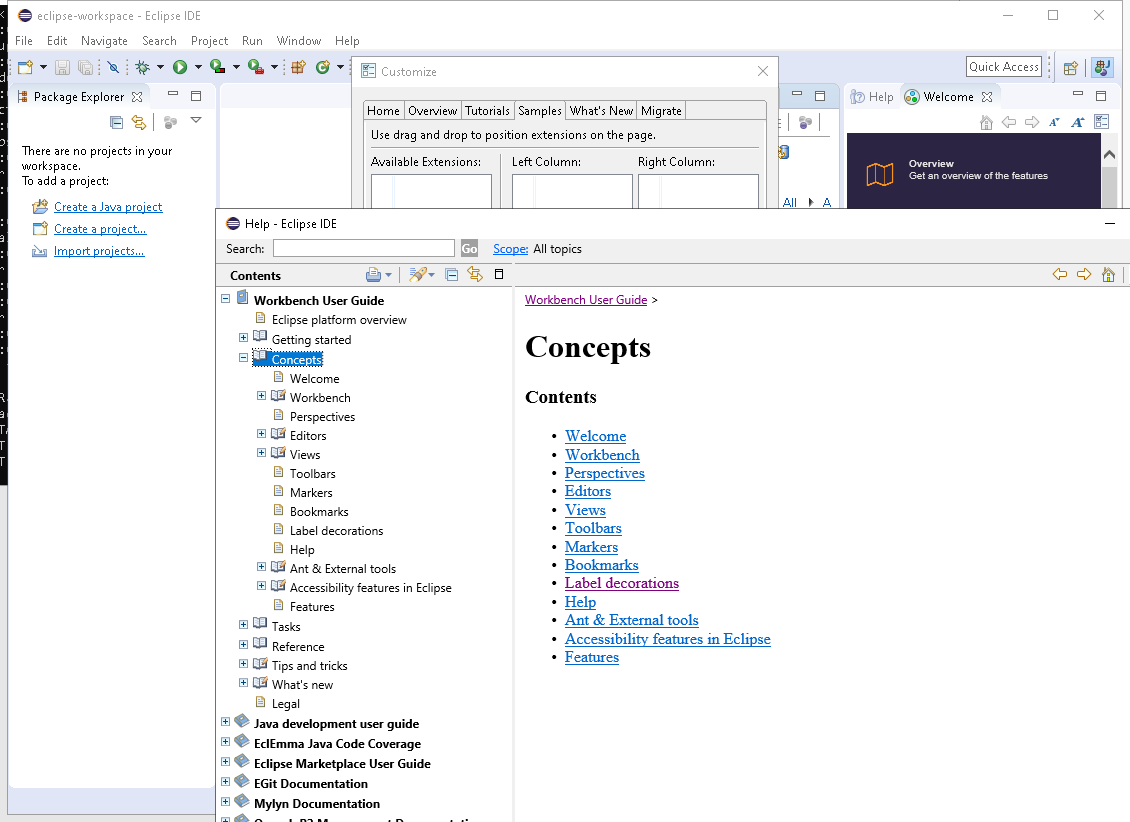 eclipse-workspace - Eclipse IDE
File Edit Navigate Search Project Run Window Help
Quick Access
Package Explorer
There are no projects in your
workspace.
To add a project:
Create a Java project
Create a project...
Import projects...
Customize
Home Overview Tutorials Samples What's New Migrate
Use drag and drop to position extensions on the page.
Available Extensions: Left Column: Right Column:
All A
Help Welcome
Overview
Get an overview of the features
Help - Eclipse IDE
Search: Go Scope: All topics
Contents
Workbench User Guide
Eclipse platform overview
Getting started
Concepts
Welcome
Workbench
Perspectives
Editors
Views
Toolbars
Markers
Bookmarks
Label decorations
Help
Ant & External tools
Accessibility features in Eclipse
Features
Tasks
Reference
Tips and tricks
What's new
Legal
Java development user guide
EclEmma Java Code Coverage
Eclipse Marketplace User Guide
EGit Documentation
Mylyn Documentation
Workbench User Guide >
Concepts
Contents
• Welcome
• Workbench
• Perspectives
• Editors
• Views
• Toolbars
• Markers
• Bookmarks
• Label decorations
• Help
• Ant & External tools
• Accessibility features in Eclipse
• Features